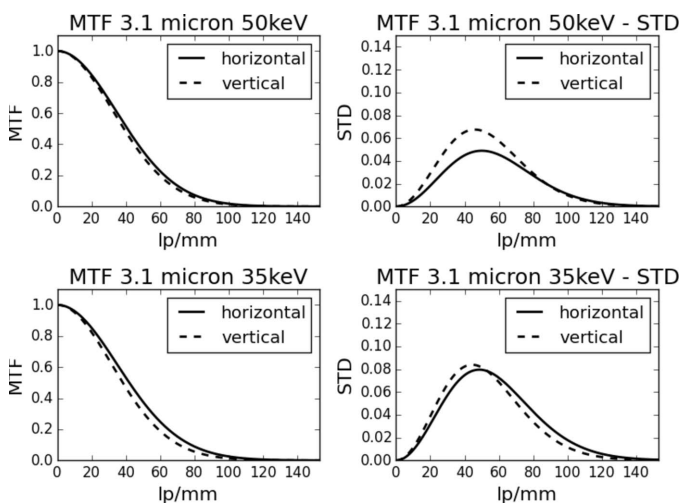 MTF 3.1 micron 50keV
MTF
1.0
0.8
0.6
0.4
0.2
0.0
horizontal
vertical
0 20 40 60 80 100 120 140
lp/mm
MTF 3.1 micron 50keV - STD
STD
0.14
0.12
0.10
0.08
0.06
0.04
0.02
0.00
horizontal
vertical
0 20 40 60 80 100 120 140
lp/mm
MTF 3.1 micron 35keV
MTF
1.0
0.8
0.6
0.4
0.2
0.0
horizontal
vertical
0 20 40 60 80 100 120 140
lp/mm
MTF 3.1 micron 35keV - STD
STD
0.14
0.12
0.10
0.08
0.06
0.04
0.02
0.00
horizontal
vertical
0 20 40 60 80 100 120 140
lp/mm